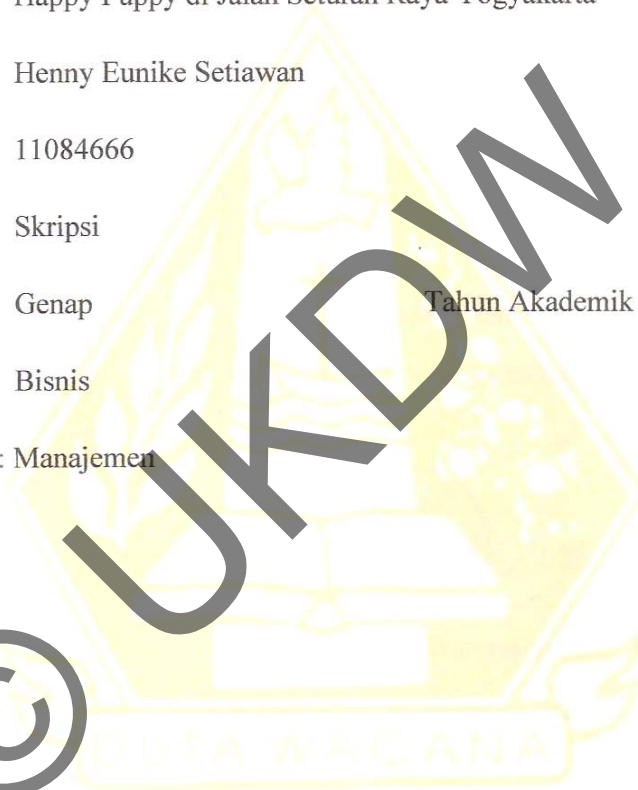 Happy Puppy di Jalan Seturan Raya Yogyakarta
Henny Eunike Setiawan
11084666
Skripsi
Genap Tahun Akademik
Bisnis
: Manajemen
© UKDW
DUTA WACANA